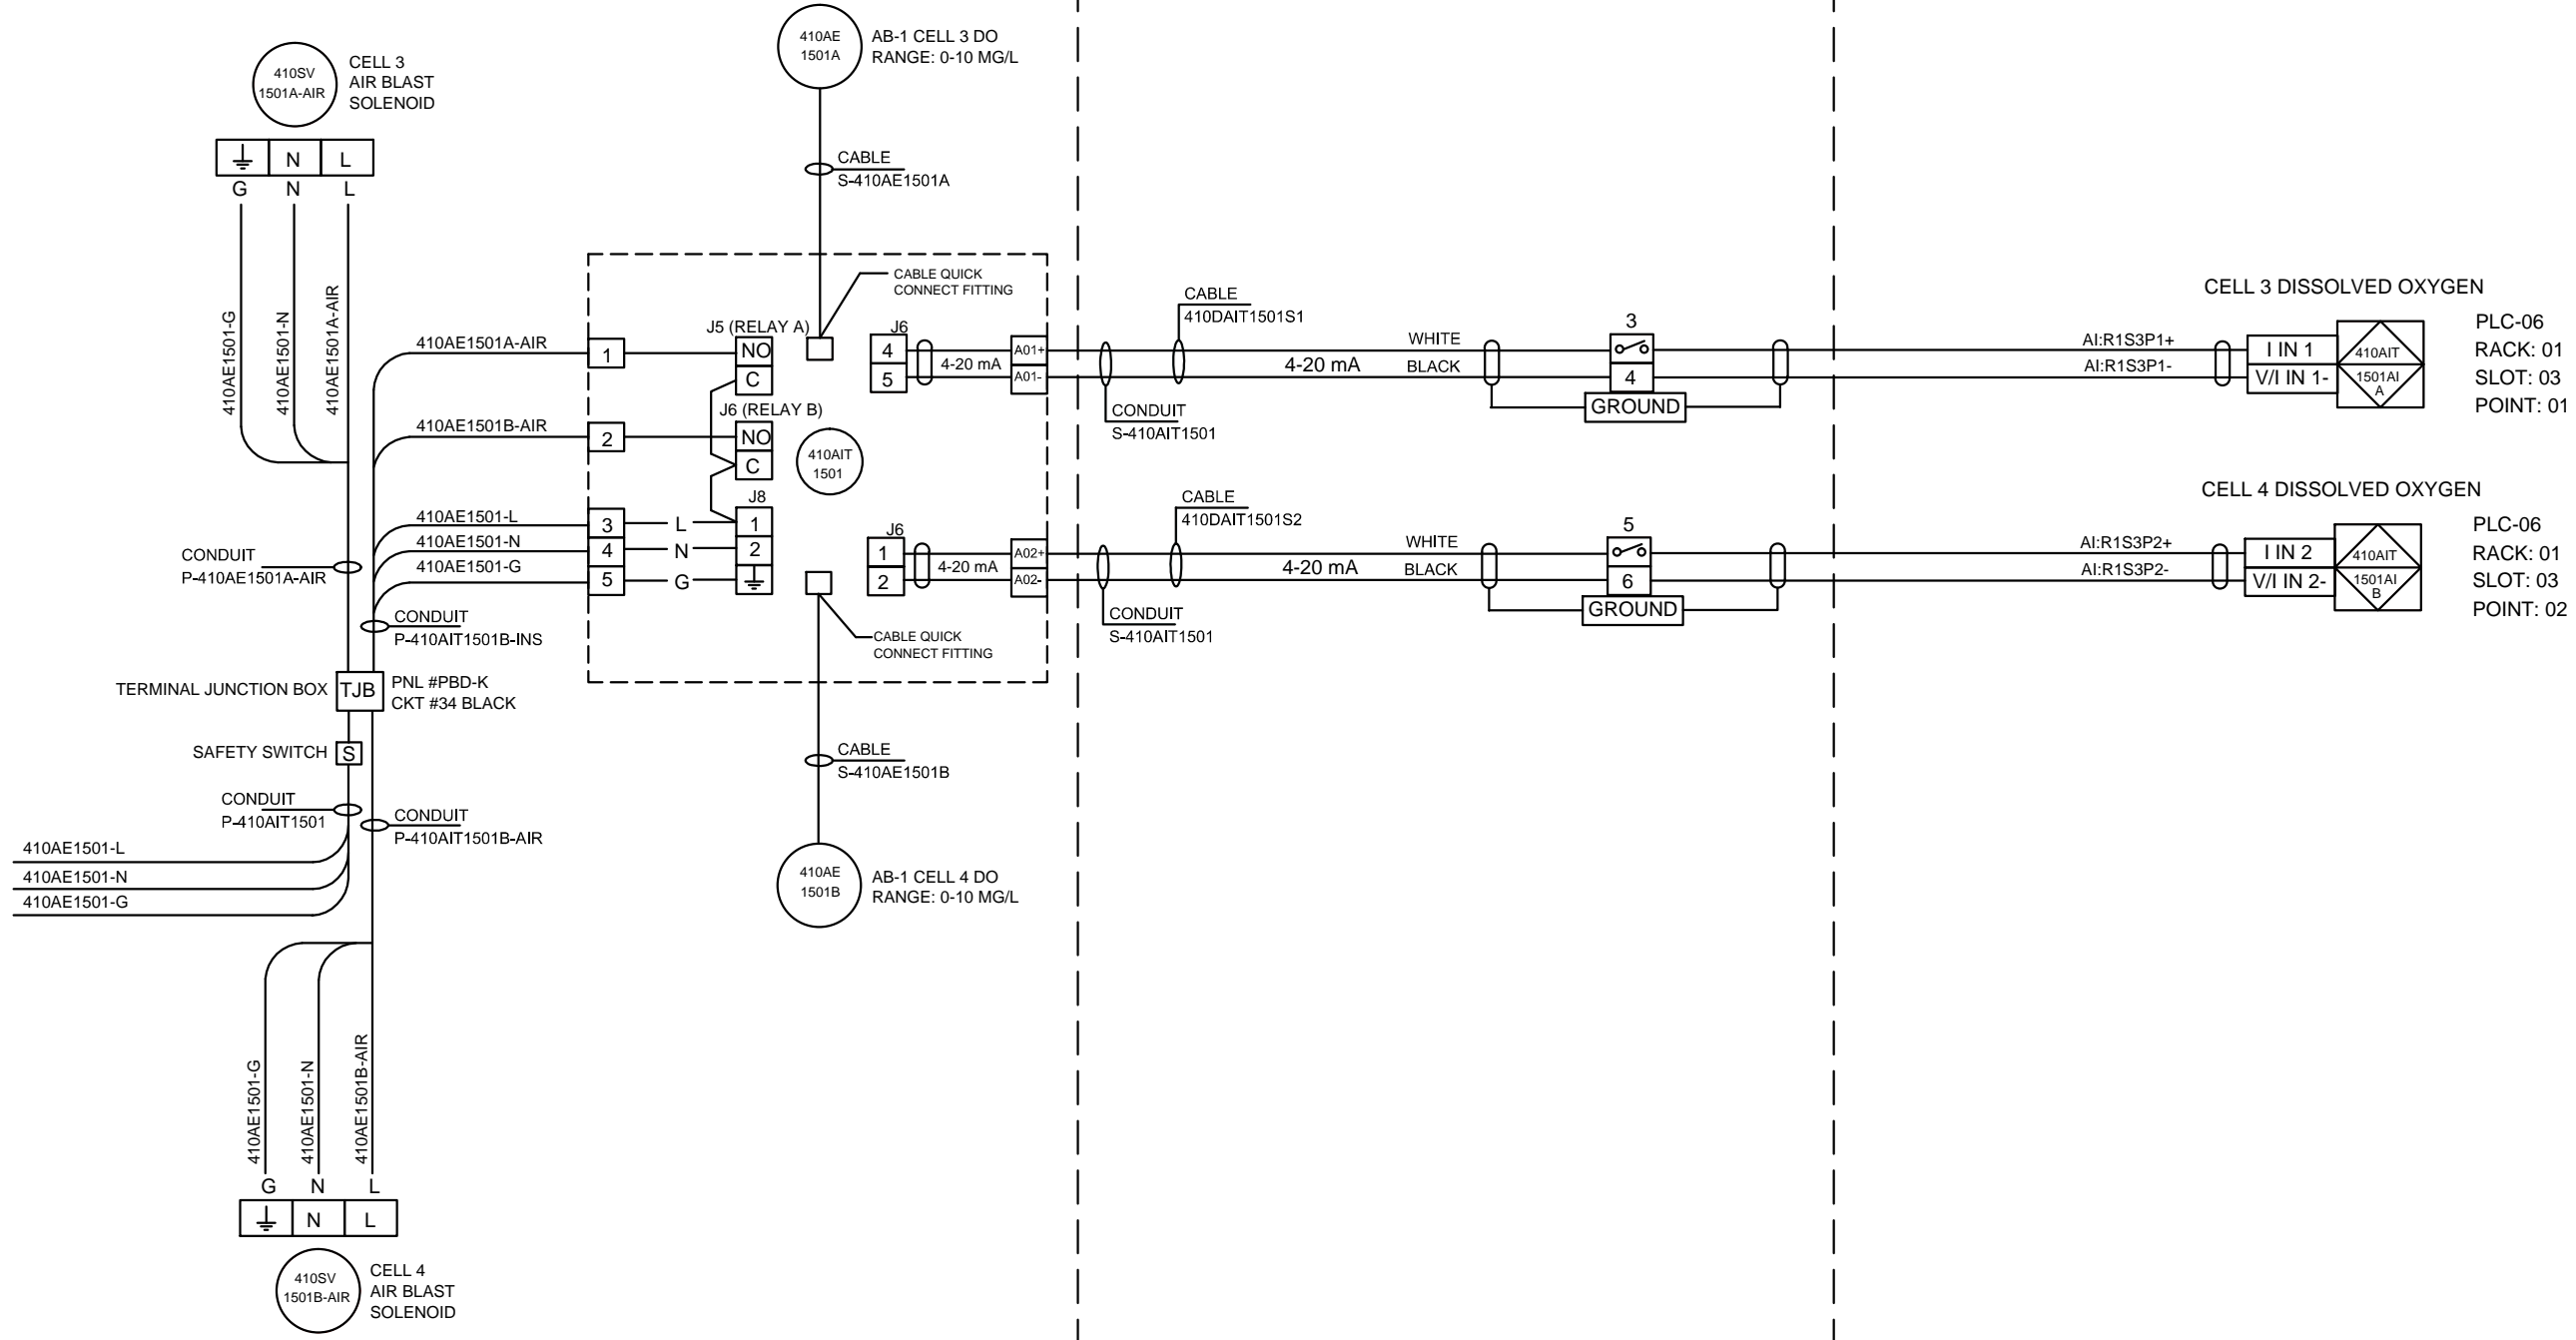 410SV
1501A-AIR
CELL 3
AIR BLAST
SOLENOID
N
L
G
N
L
410AE1501-G
410AE1501-N
410AE1501A-AIR
410AE
1501A
AB-1 CELL 3 DO
RANGE: 0-10 MG/L
CABLE
S-410AE1501A
CABLE QUICK
CONNECT FITTING
410AE1501A-AIR
1
J5 (RELAY A)
NO
C
410AE1501B-AIR
2
J6 (RELAY B)
NO
C
410AIT
1501
J6
4
5
4-20 mA
A01+
A01-
410AE1501-L
3
L
J8
1
410AE1501-N
4
N
2
410AE1501-G
5
G
J6
1
2
4-20 mA
A02+
A02-
CABLE QUICK
CONNECT FITTING
CONDUIT
P-410AE1501A-AIR
CONDUIT
P-410AIT1501B-INS
TERMINAL JUNCTION BOX
TJB
PNL #PBD-K
CKT #34 BLACK
SAFETY SWITCH
S
CONDUIT
P-410AIT1501
CONDUIT
P-410AIT1501B-AIR
410AE1501-L
410AE1501-N
410AE1501-G
CABLE
S-410AE1501B
410AE
1501B
AB-1 CELL 4 DO
RANGE: 0-10 MG/L
410AE1501-G
410AE1501-N
410AE1501B-AIR
G
N
L
N
L
410SV
1501B-AIR
CELL 4
AIR BLAST
SOLENOID
CABLE
410DAIT1501S1
CONDUIT
S-410AIT1501
4-20 mA
WHITE
BLACK
3
4
GROUND
CABLE
410DAIT1501S2
CONDUIT
S-410AIT1501
4-20 mA
WHITE
BLACK
5
6
GROUND
CELL 3 DISSOLVED OXYGEN
AI:R1S3P1+
AI:R1S3P1-
I IN 1
V/I IN 1-
410AIT
1501AI
A
PLC-06
RACK: 01
SLOT: 03
POINT: 01
CELL 4 DISSOLVED OXYGEN
AI:R1S3P2+
AI:R1S3P2-
I IN 2
V/I IN 2-
410AIT
1501AI
B
PLC-06
RACK: 01
SLOT: 03
POINT: 02